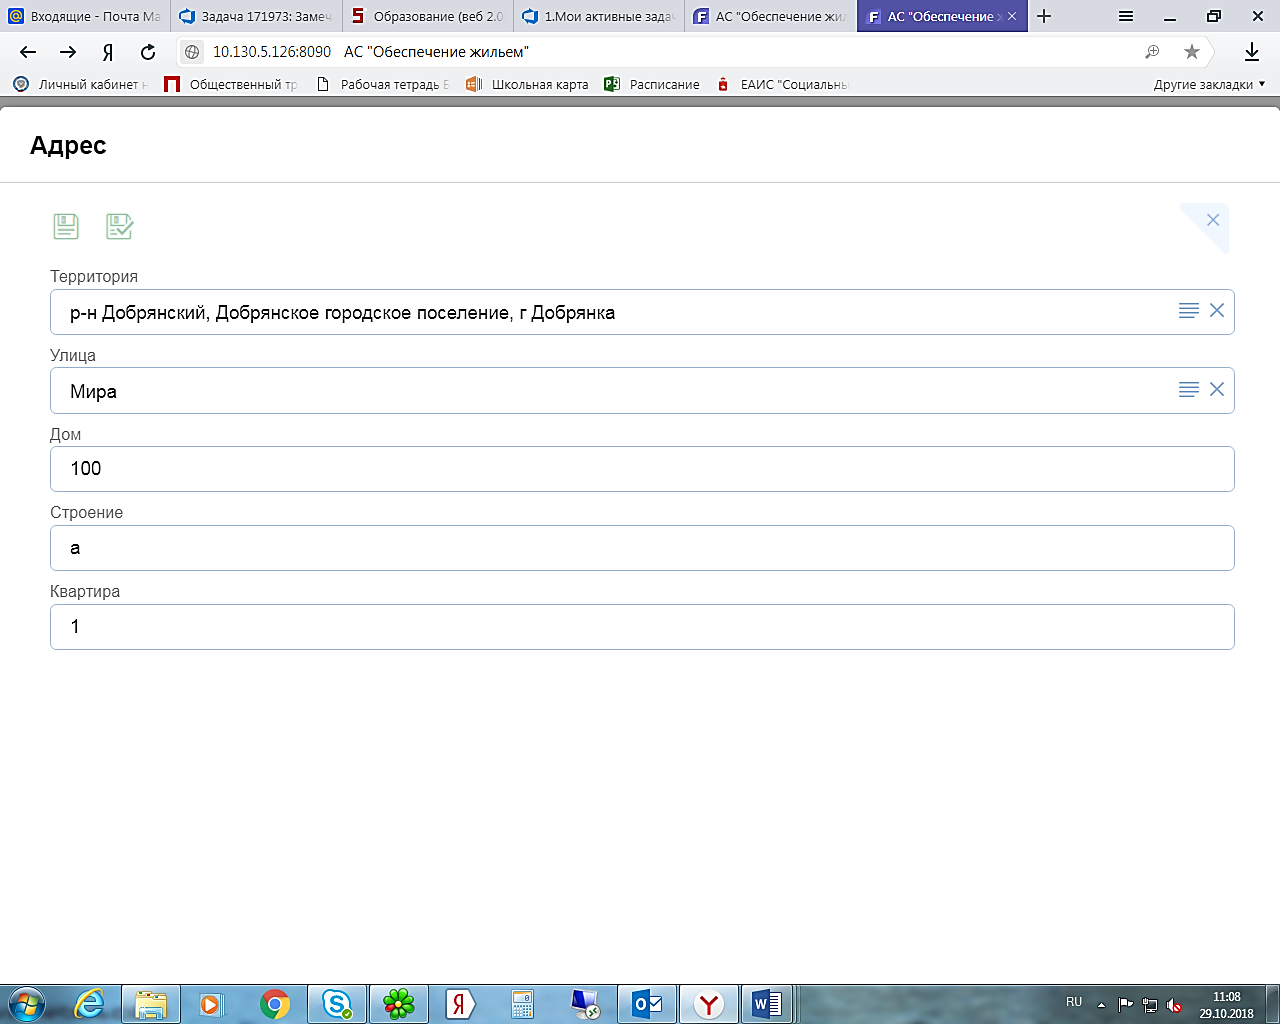 Входящие - Почта Ma
Задача 171973: Замеч
Образование (веб 2.0
1.Мои активные задач
АС "Обеспечение жил
АС "Обеспечение ж
10.130.5.126:8090 АС "Обеспечение жильем"
Личный кабинет
Общественный тр
Рабочая тетрадь
Школьная карта
Расписание
ЕАИС "Социальны
Другие закладки
Адрес
Территория
р-н Добрянский, Добрянское городское поселение, г Добрянка
Улица
Мира
Дом
100
Строение
а
Квартира
1
RU
11:08
29.10.2018